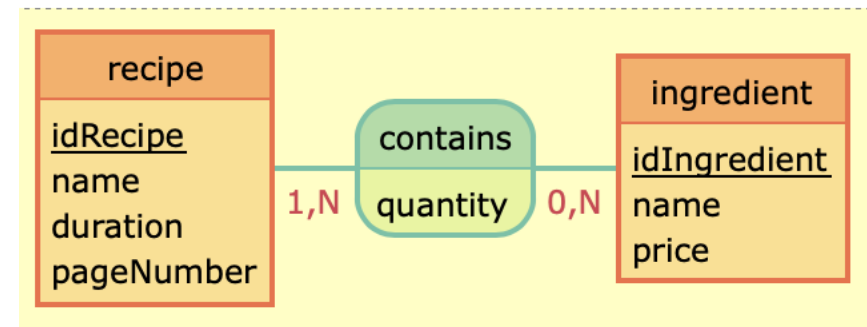 recipe
idRecipe
name
duration
pageNumber
1,N
contains
quantity
0,N
ingredient
idIngredient
name
price